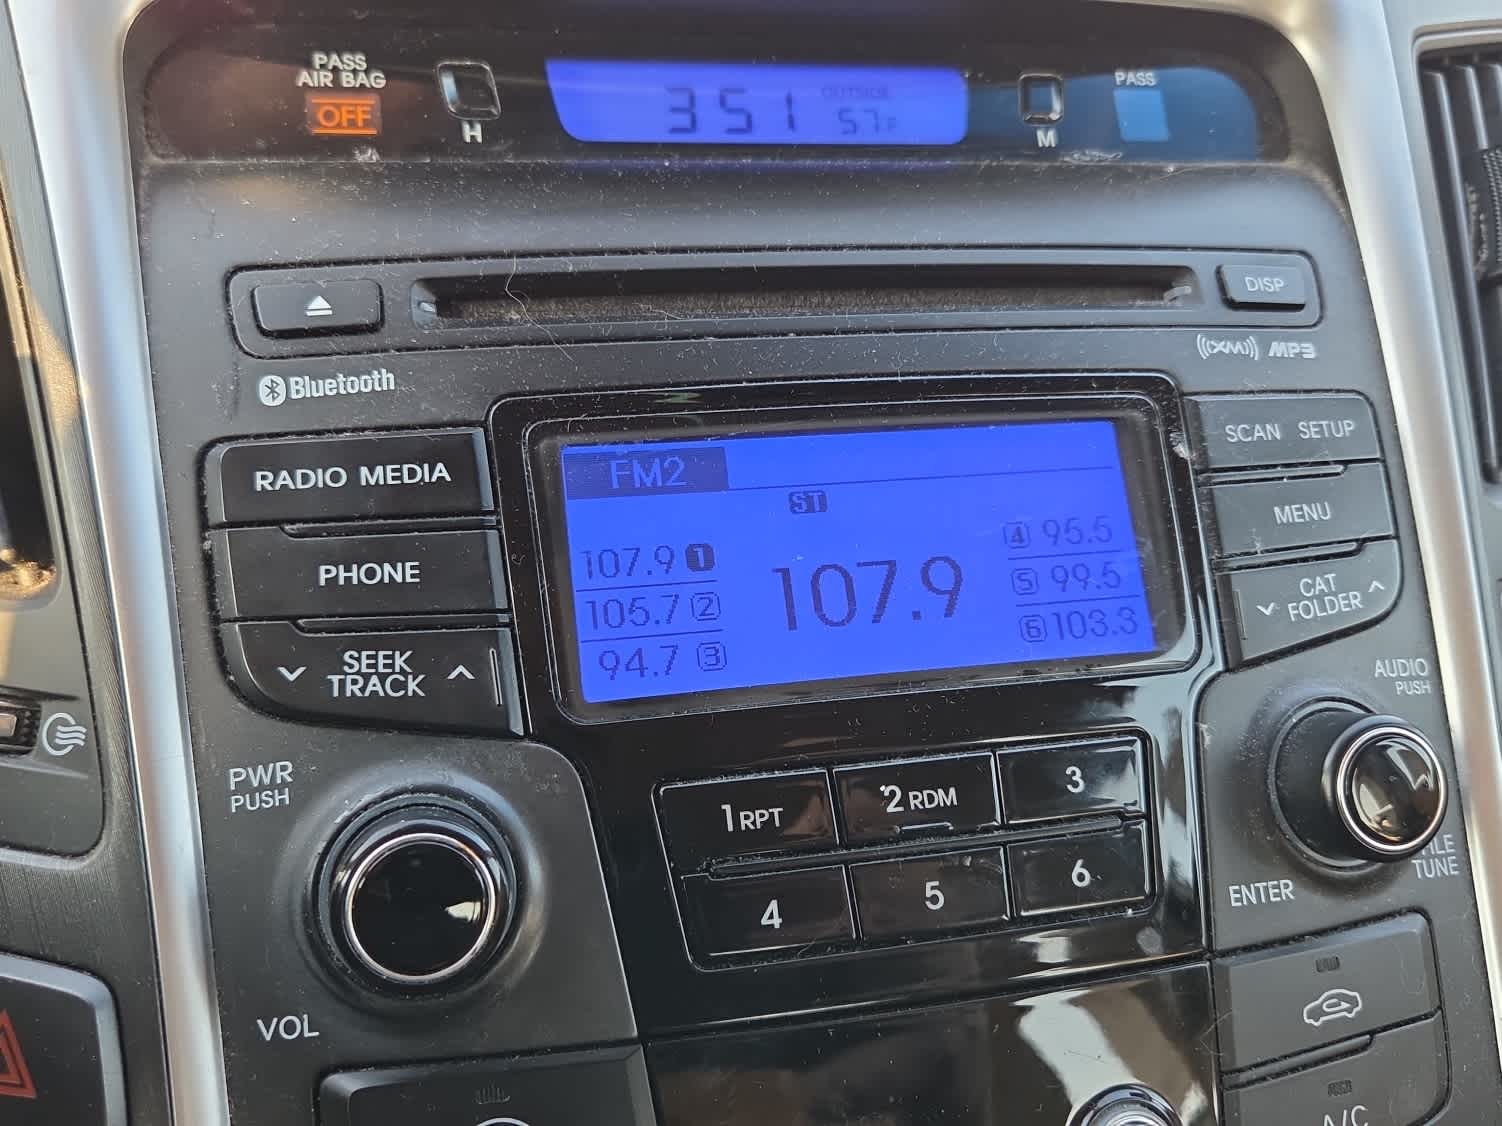 PASS
AIR BAG
OFF
H
3 51
OUTSIDE
57F
M
PASS
DISP
XM MP3
Bluetooth
RADIO MEDIA
PHONE
SEEK
TRACK
FM2
ST
107.9 1
105.7 2
94.7 3
107.9
4 95.5
5 99.5
6 103.3
SCAN SETUP
MENU
CAT
FOLDER
AUDIO
PUSH
PWR
PUSH
VOL
1 RPT
2 RDM
3
4
5
6
TUNE
ENTER
A/C